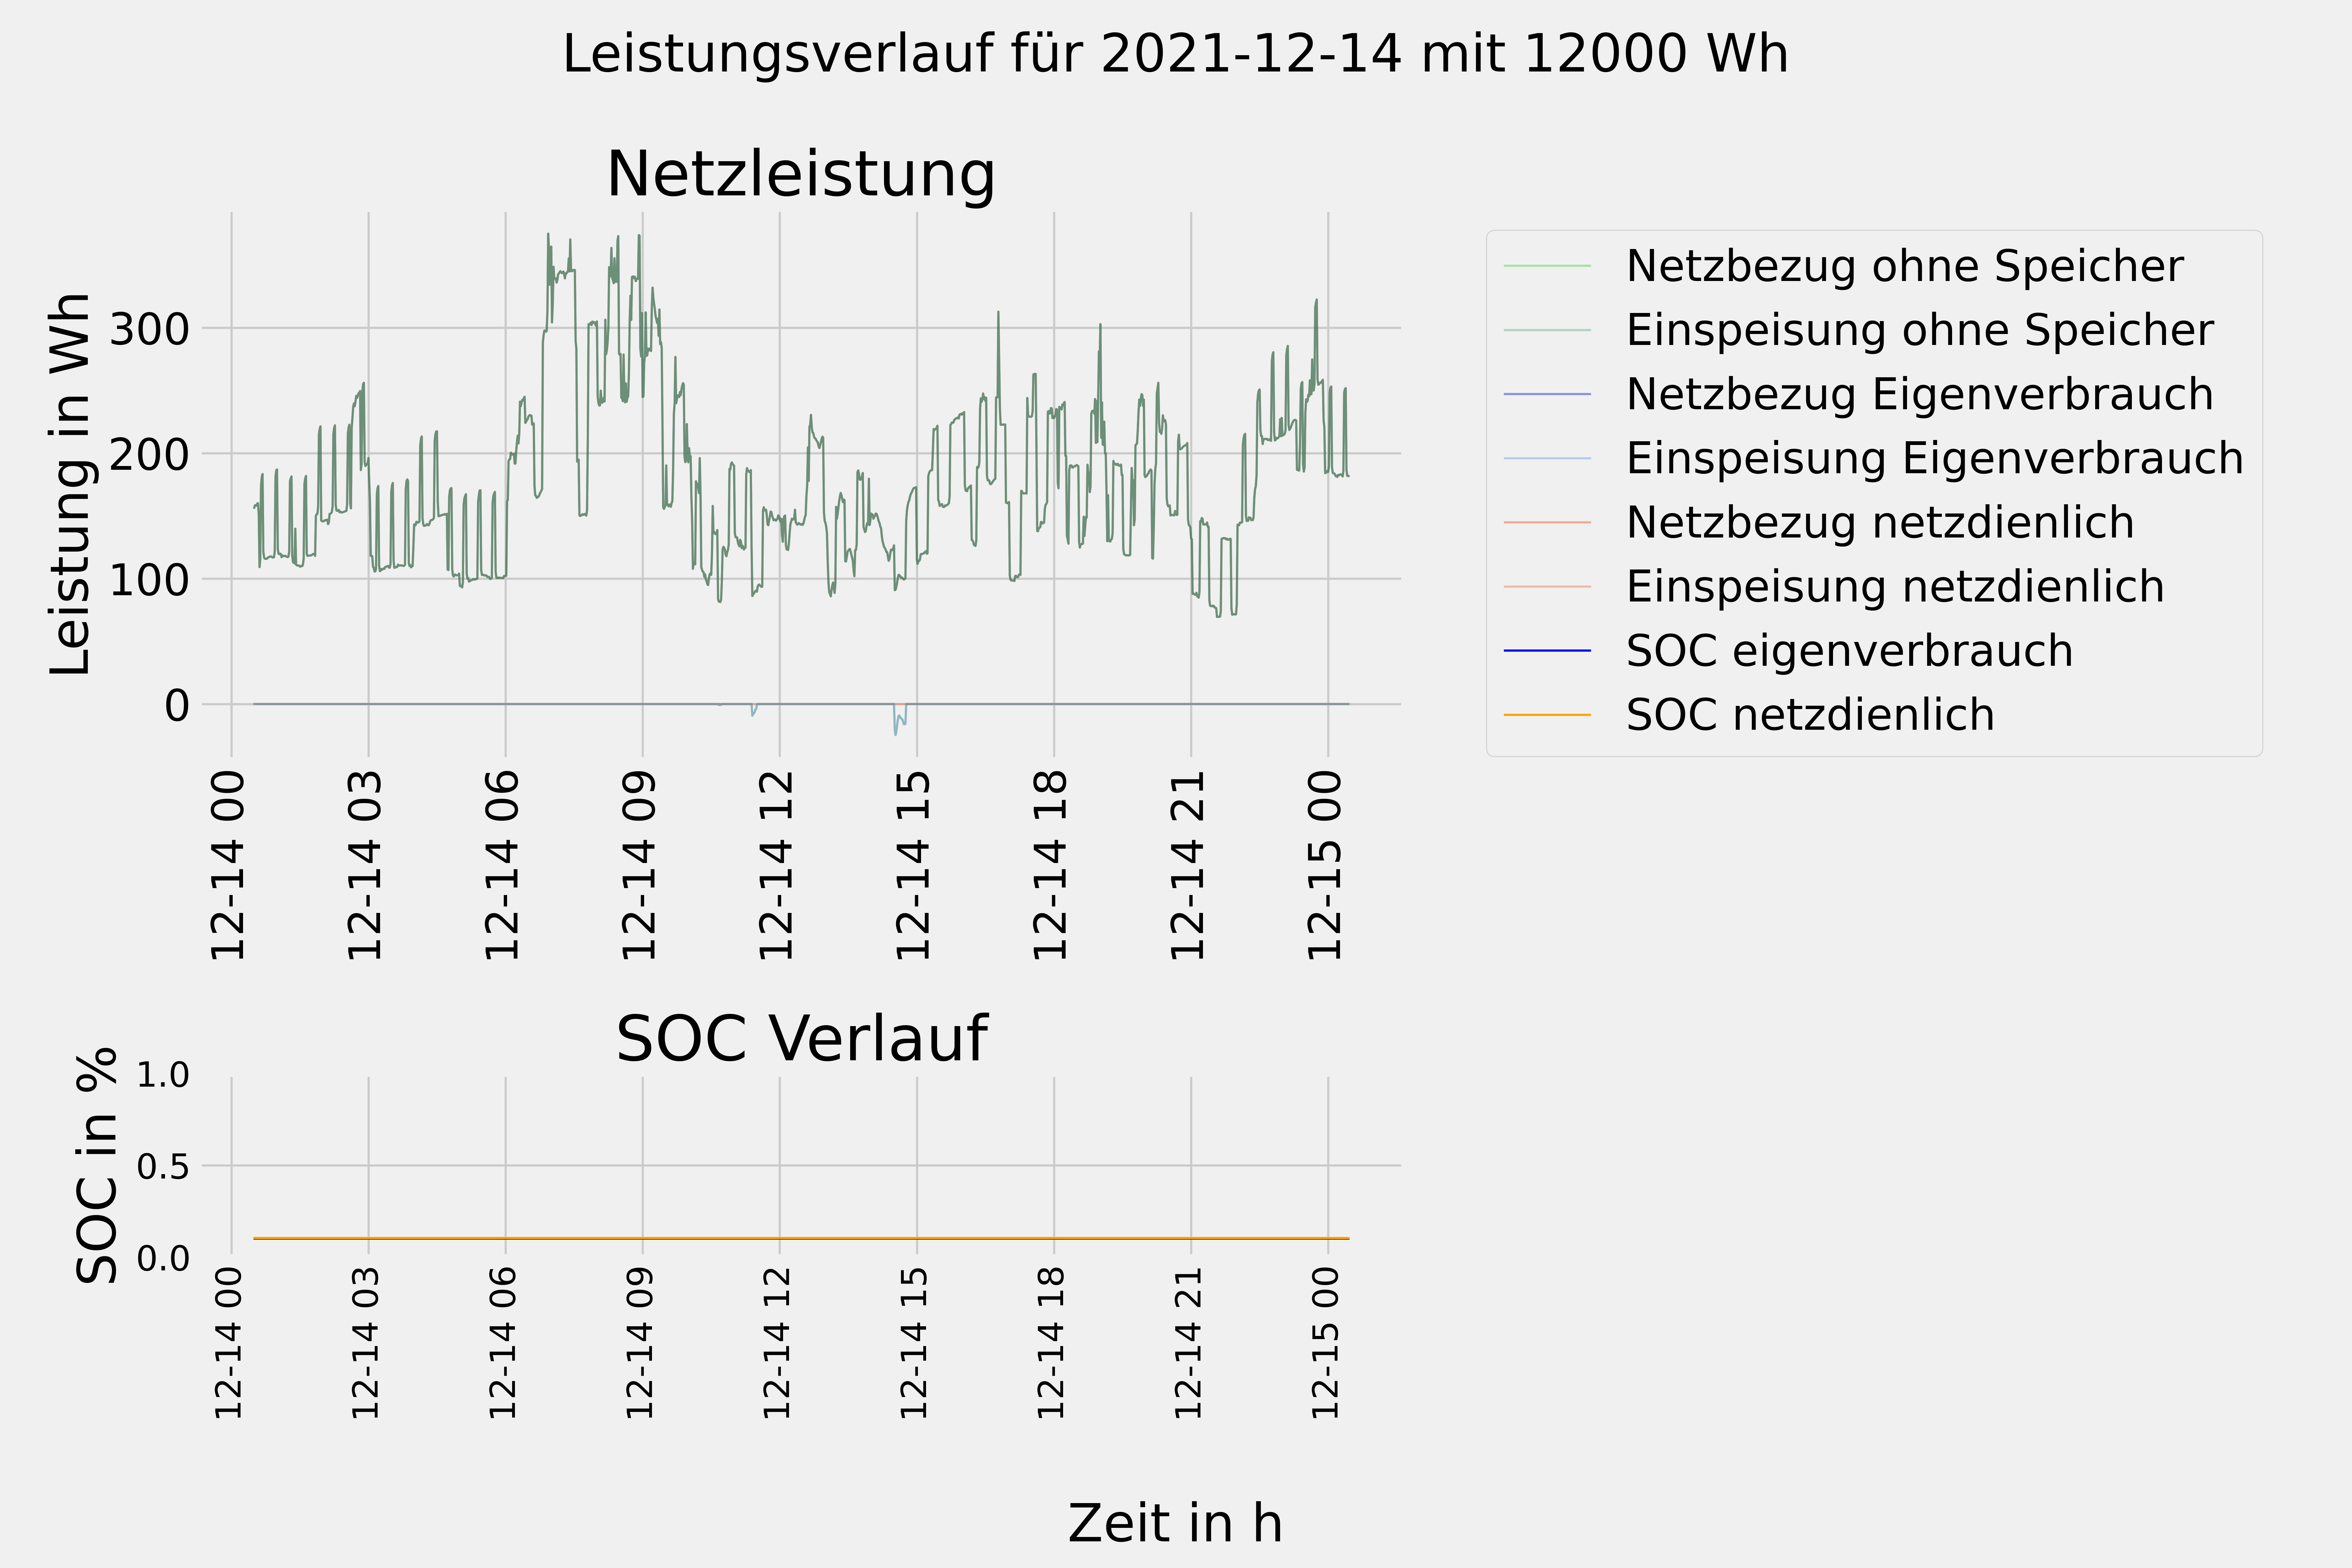 Leistungsverlauf für 2021-12-14 mit 12000 Wh
Netzleistung
Leistung in Wh
300
200
100
0
12-14 00
12-14 03
12-14 06
12-14 09
12-14 12
12-14 15
12-14 18
12-14 21
12-15 00
Netzbezug ohne Speicher
Einspeisung ohne Speicher
Netzbezug Eigenverbrauch
Einspeisung Eigenverbrauch
Netzbezug netzdienlich
Einspeisung netzdienlich
SOC eigenverbrauch
SOC netzdienlich
SOC Verlauf
SOC in %
1.0
0.5
0.0
12-14 00
12-14 03
12-14 06
12-14 09
12-14 12
12-14 15
12-14 18
12-14 21
12-15 00
Zeit in h